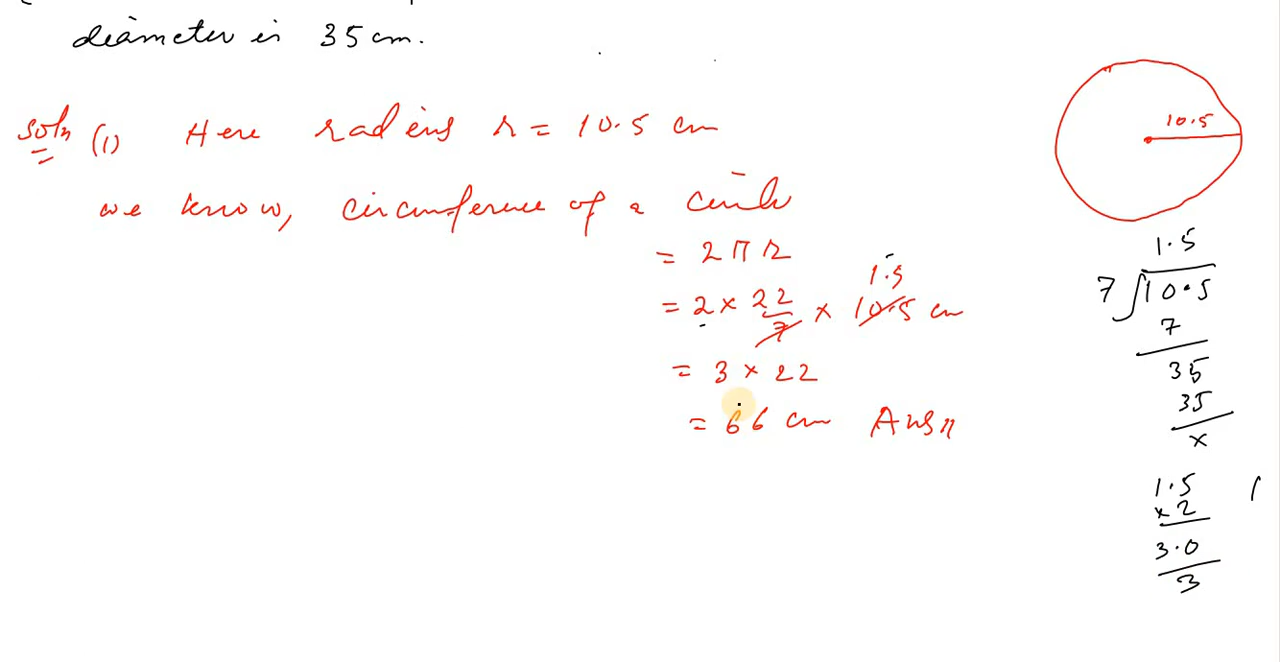 diameter is 35 cm.
Soln (1) Here radius r = 10.5 cm
we know, circumference of a circle
= 2πr
1.5
= 2 × 22/7 × 10.5 cm
= 3 × 22
= 66 cm Ans
10.5
1.5
7 10.5
7
35
35
×
1.5
×2
3.0
3
(